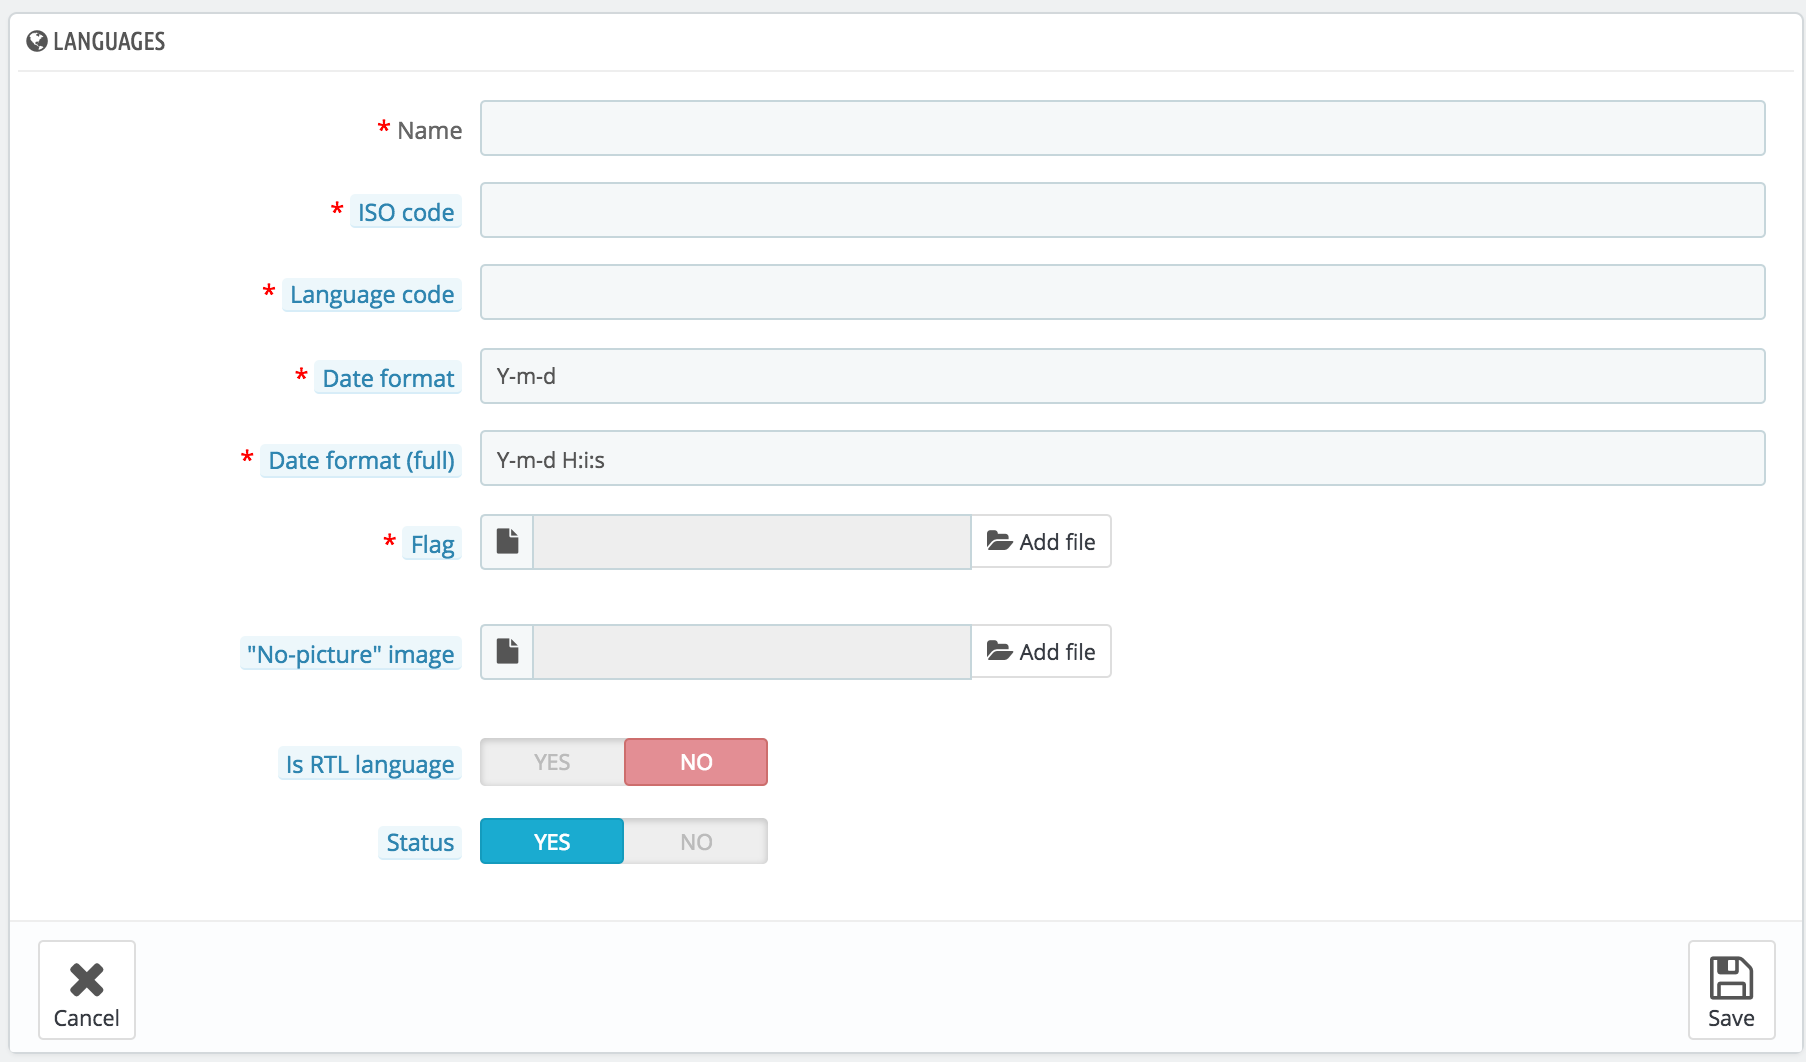 LANGUAGES
* Name
* ISO code
* Language code
* Date format Y-m-d
* Date format (full) Y-m-d H:i:s
* Flag Add file
"No-picture" image Add file
Is RTL language YES NO
Status YES NO
Cancel Save